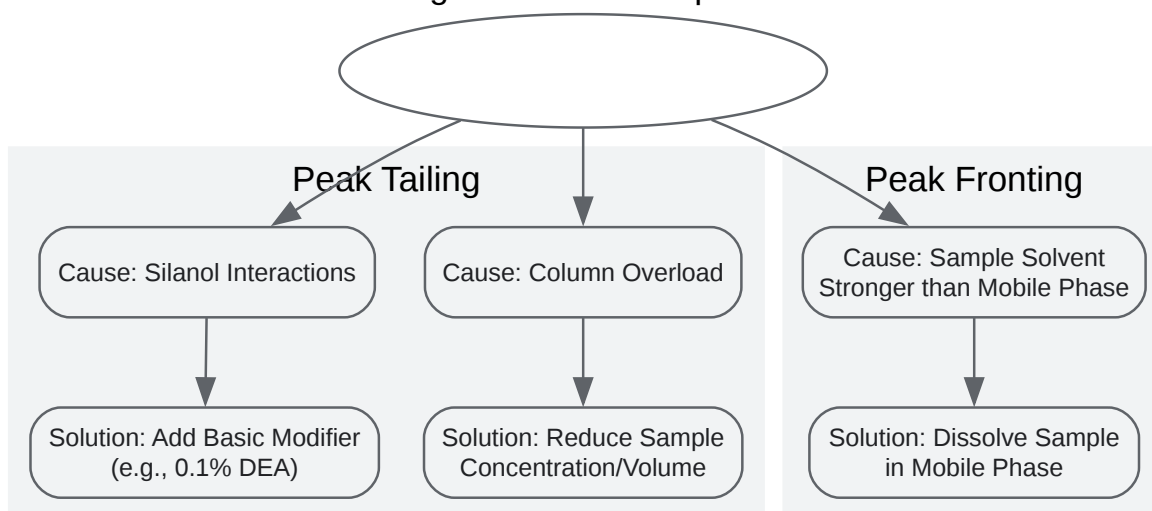 Peak Tailing
Peak Fronting
Cause: Silanol Interactions
Cause: Column Overload
Cause: Sample Solvent
Stronger than Mobile Phase
Solution: Add Basic Modifier
(e.g., 0.1% DEA)
Solution: Reduce Sample
Concentration/Volume
Solution: Dissolve Sample
in Mobile Phase